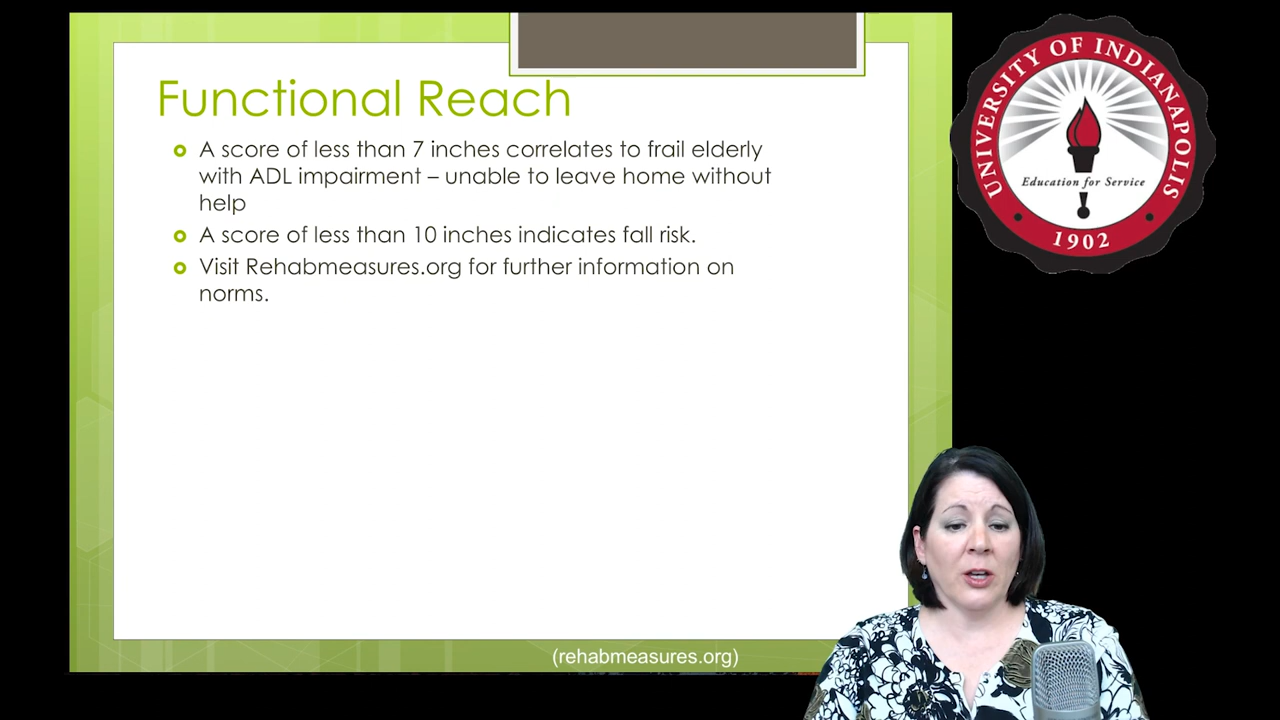 Functional Reach
A score of less than 7 inches correlates to frail elderly
with ADL impairment – unable to leave home without
help
A score of less than 10 inches indicates fall risk.
Visit Rehabmeasures.org for further information on
norms.
(rehabmeasures.org)
UNIVERSITY OF INDIANAPOLIS
Education for Service
1902